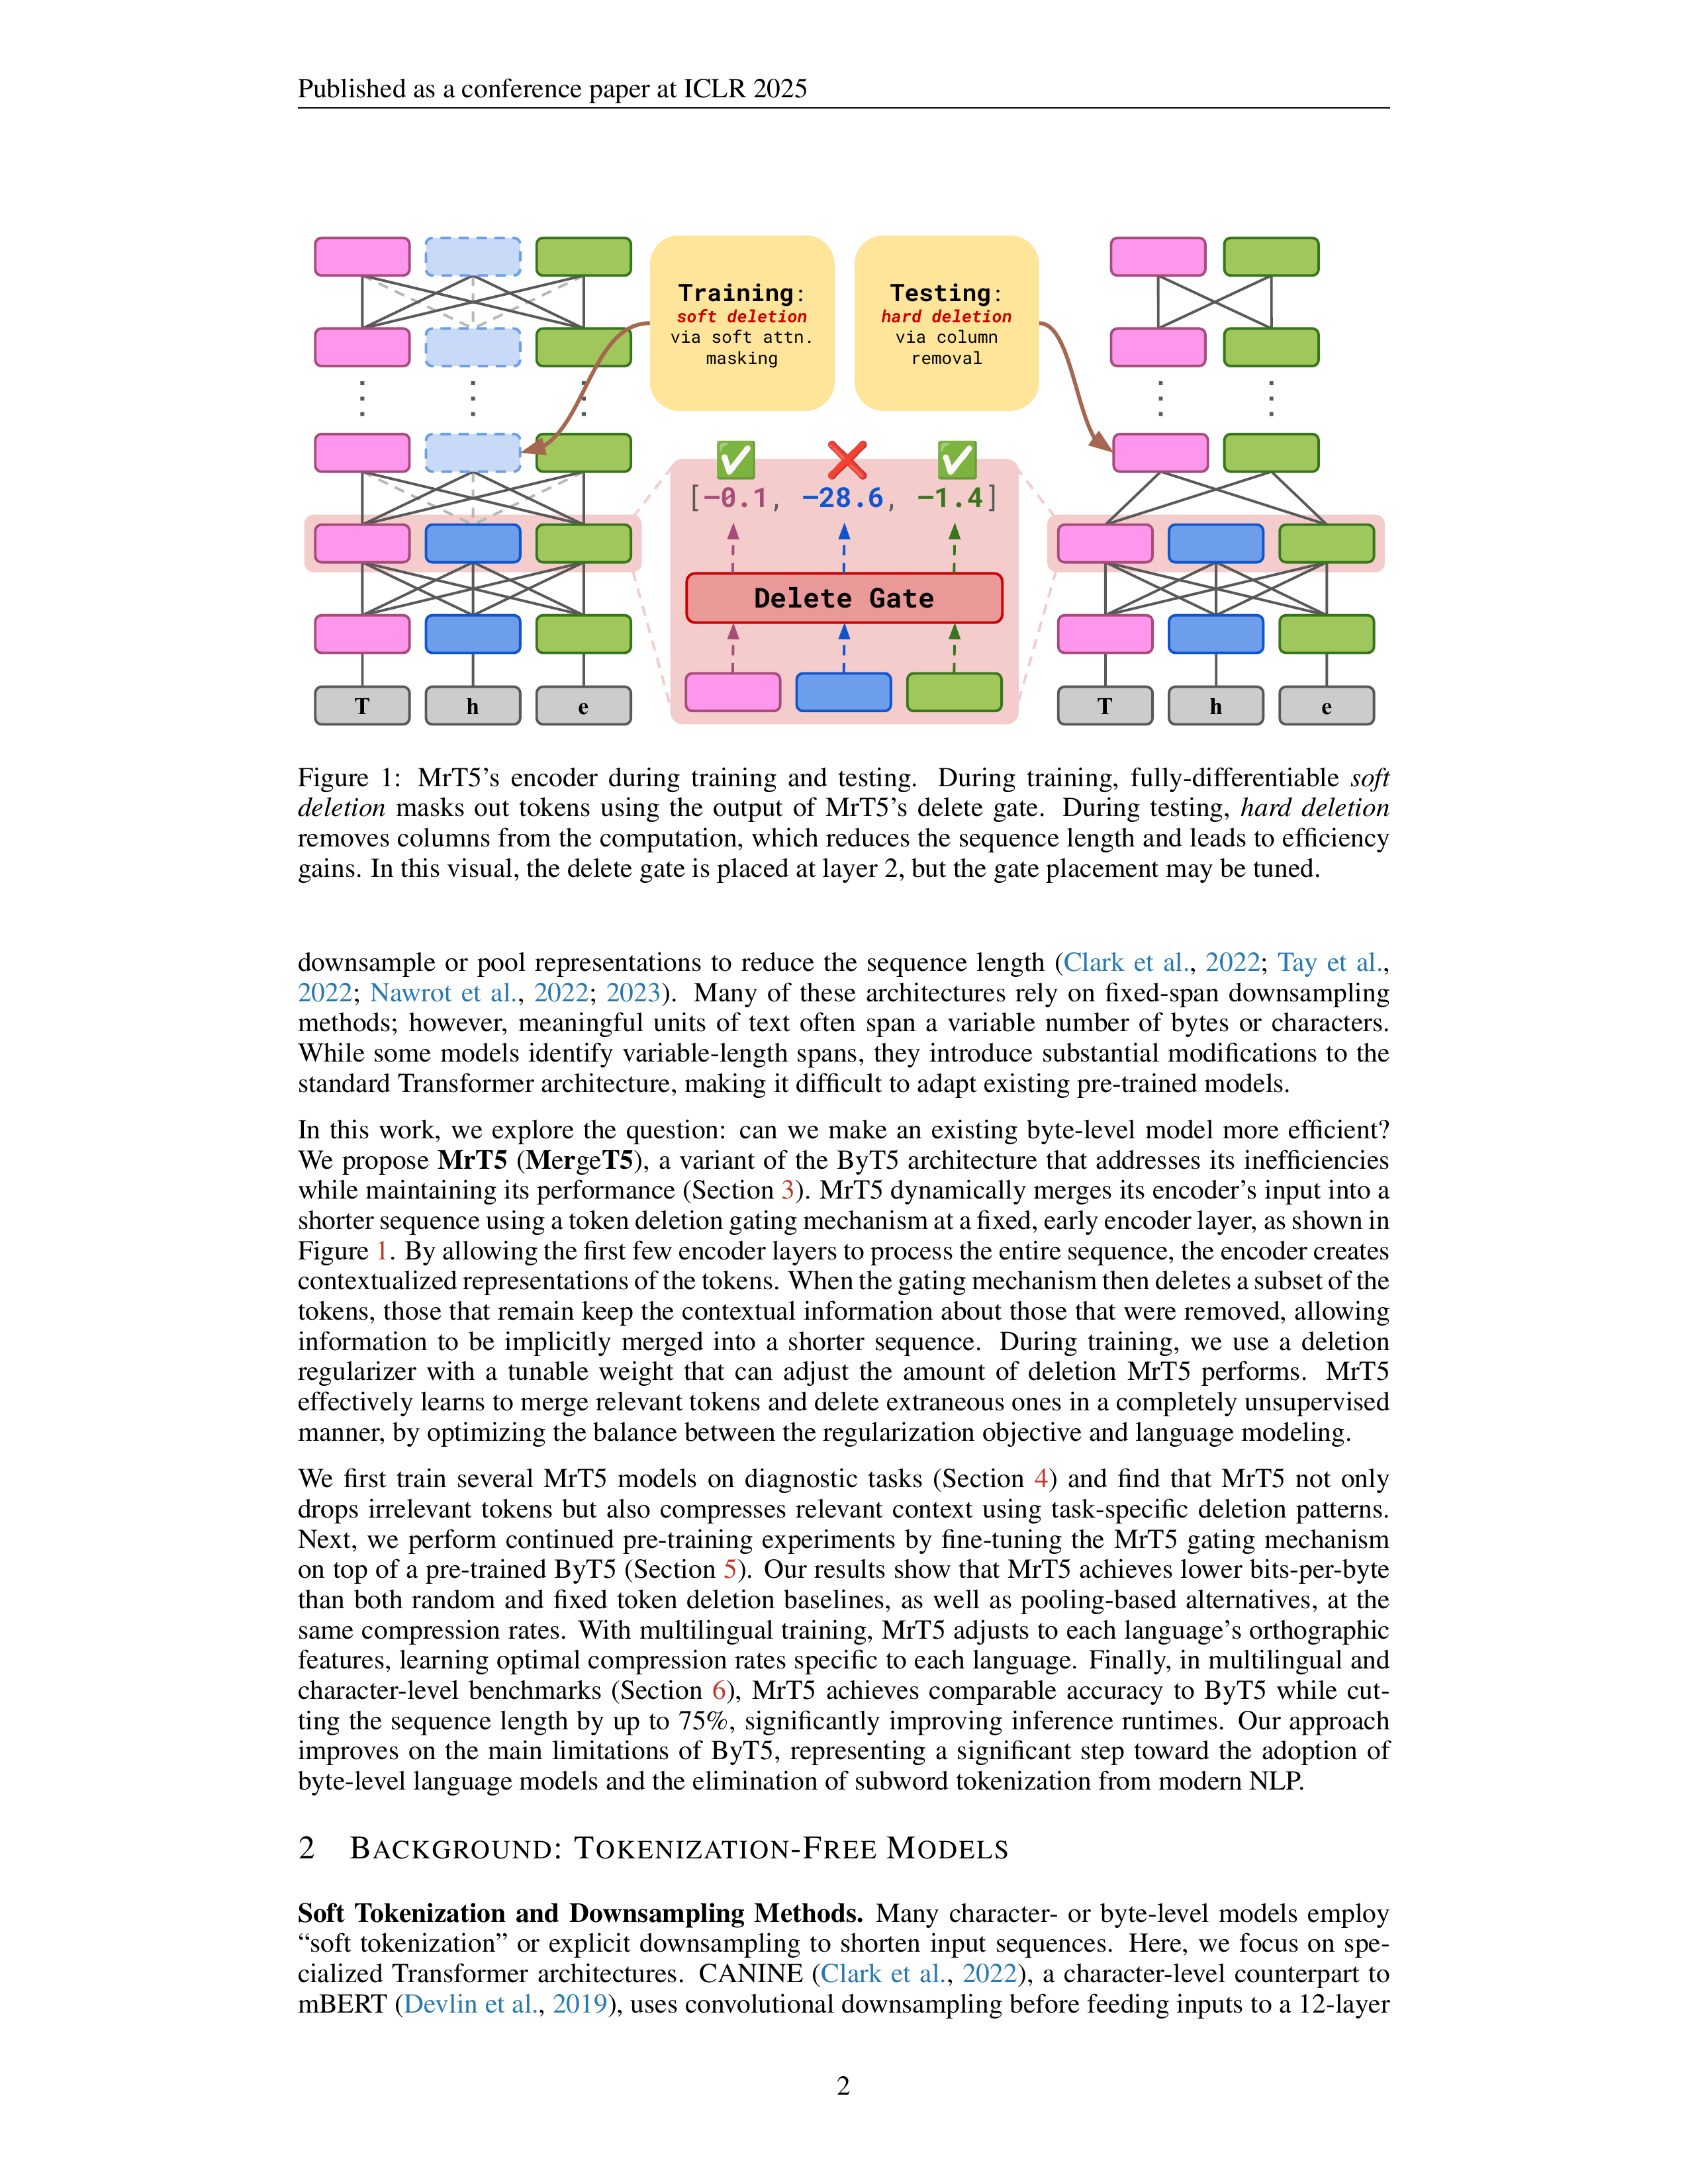 Published as a conference paper at ICLR 2025
Training:
soft deletion
via soft attn.
masking
Testing:
hard deletion
via column
removal
[−0.1, −28.6, −1.4]
Delete Gate
T h e
T h e
Figure 1: MrT5’s encoder during training and testing. During training, fully-differentiable soft
deletion masks out tokens using the output of MrT5’s delete gate. During testing, hard deletion
removes columns from the computation, which reduces the sequence length and leads to efficiency
gains. In this visual, the delete gate is placed at layer 2, but the gate placement may be tuned.
downsample or pool representations to reduce the sequence length (Clark et al., 2022; Tay et al.,
2022; Nawrot et al., 2022; 2023). Many of these architectures rely on fixed-span downsampling
methods; however, meaningful units of text often span a variable number of bytes or characters.
While some models identify variable-length spans, they introduce substantial modifications to the
standard Transformer architecture, making it difficult to adapt existing pre-trained models.
In this work, we explore the question: can we make an existing byte-level model more efficient?
We propose MrT5 (MergeT5), a variant of the ByT5 architecture that addresses its inefficiencies
while maintaining its performance (Section 3). MrT5 dynamically merges its encoder’s input into a
shorter sequence using a token deletion gating mechanism at a fixed, early encoder layer, as shown in
Figure 1. By allowing the first few encoder layers to process the entire sequence, the encoder creates
contextualized representations of the tokens. When the gating mechanism then deletes a subset of the
tokens, those that remain keep the contextual information about those that were removed, allowing
information to be implicitly merged into a shorter sequence. During training, we use a deletion
regularizer with a tunable weight that can adjust the amount of deletion MrT5 performs. MrT5
effectively learns to merge relevant tokens and delete extraneous ones in a completely unsupervised
manner, by optimizing the balance between the regularization objective and language modeling.
We first train several MrT5 models on diagnostic tasks (Section 4) and find that MrT5 not only
drops irrelevant tokens but also compresses relevant context using task-specific deletion patterns.
Next, we perform continued pre-training experiments by fine-tuning the MrT5 gating mechanism
on top of a pre-trained ByT5 (Section 5). Our results show that MrT5 achieves lower bits-per-byte
than both random and fixed token deletion baselines, as well as pooling-based alternatives, at the
same compression rates. With multilingual training, MrT5 adjusts to each language’s orthographic
features, learning optimal compression rates specific to each language. Finally, in multilingual and
character-level benchmarks (Section 6), MrT5 achieves comparable accuracy to ByT5 while cut-
ting the sequence length by up to 75%, significantly improving inference runtimes. Our approach
improves on the main limitations of ByT5, representing a significant step toward the adoption of
byte-level language models and the elimination of subword tokenization from modern NLP.
2 BACKGROUND: TOKENIZATION-FREE MODELS
Soft Tokenization and Downsampling Methods. Many character- or byte-level models employ
“soft tokenization” or explicit downsampling to shorten input sequences. Here, we focus on spe-
cialized Transformer architectures. CANINE (Clark et al., 2022), a character-level counterpart to
mBERT (Devlin et al., 2019), uses convolutional downsampling before feeding inputs to a 12-layer
2